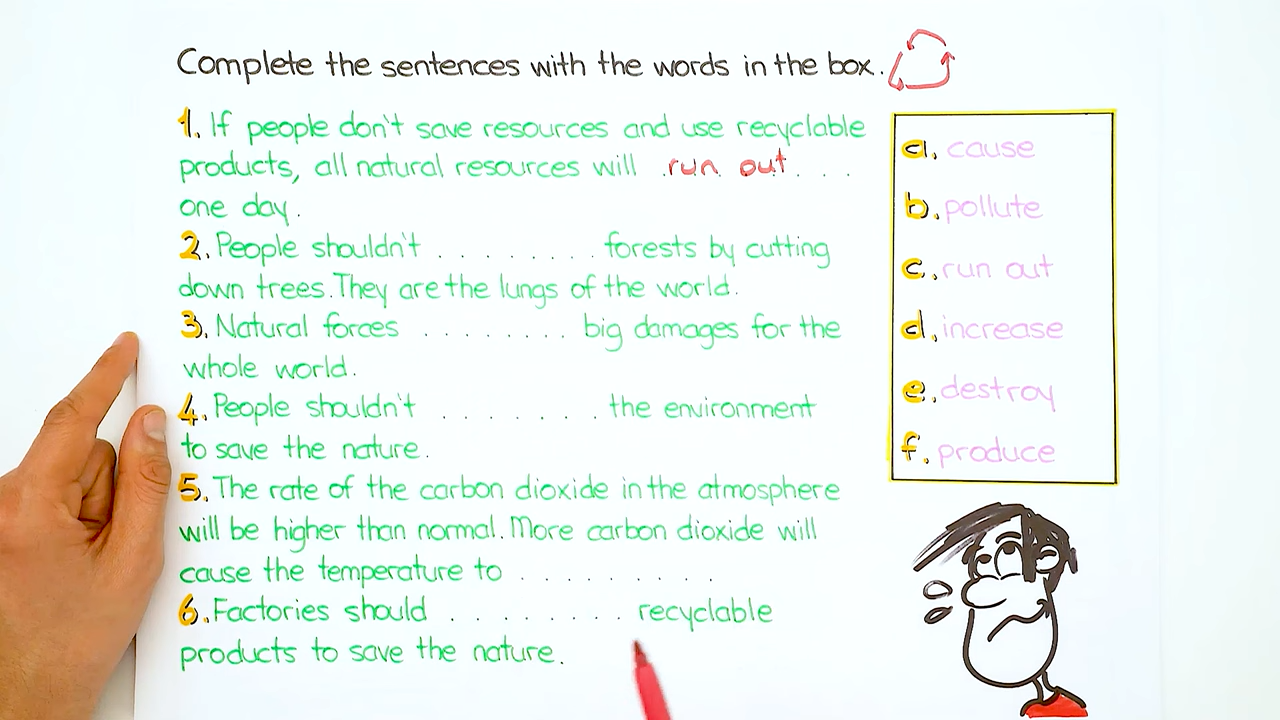 Complete the sentences with the words in the box.
1. If people don't save resources and use recyclable
products, all natural resources will . run out . . . .
one day.
2. People shouldn't . . . . . . . . forests by cutting
down trees. They are the lungs of the world.
3. Natural forces . . . . . . . . big damages for the
whole world.
4. People shouldn't . . . . . . . . the environment
to save the nature.
5. The rate of the carbon dioxide in the atmosphere
will be higher than normal. More carbon dioxide will
cause the temperature to . . . . . . . . .
6. Factories should . . . . . . . . recyclable
products to save the nature.
a. cause
b. pollute
c. run out
d. increase
e. destroy
f. produce